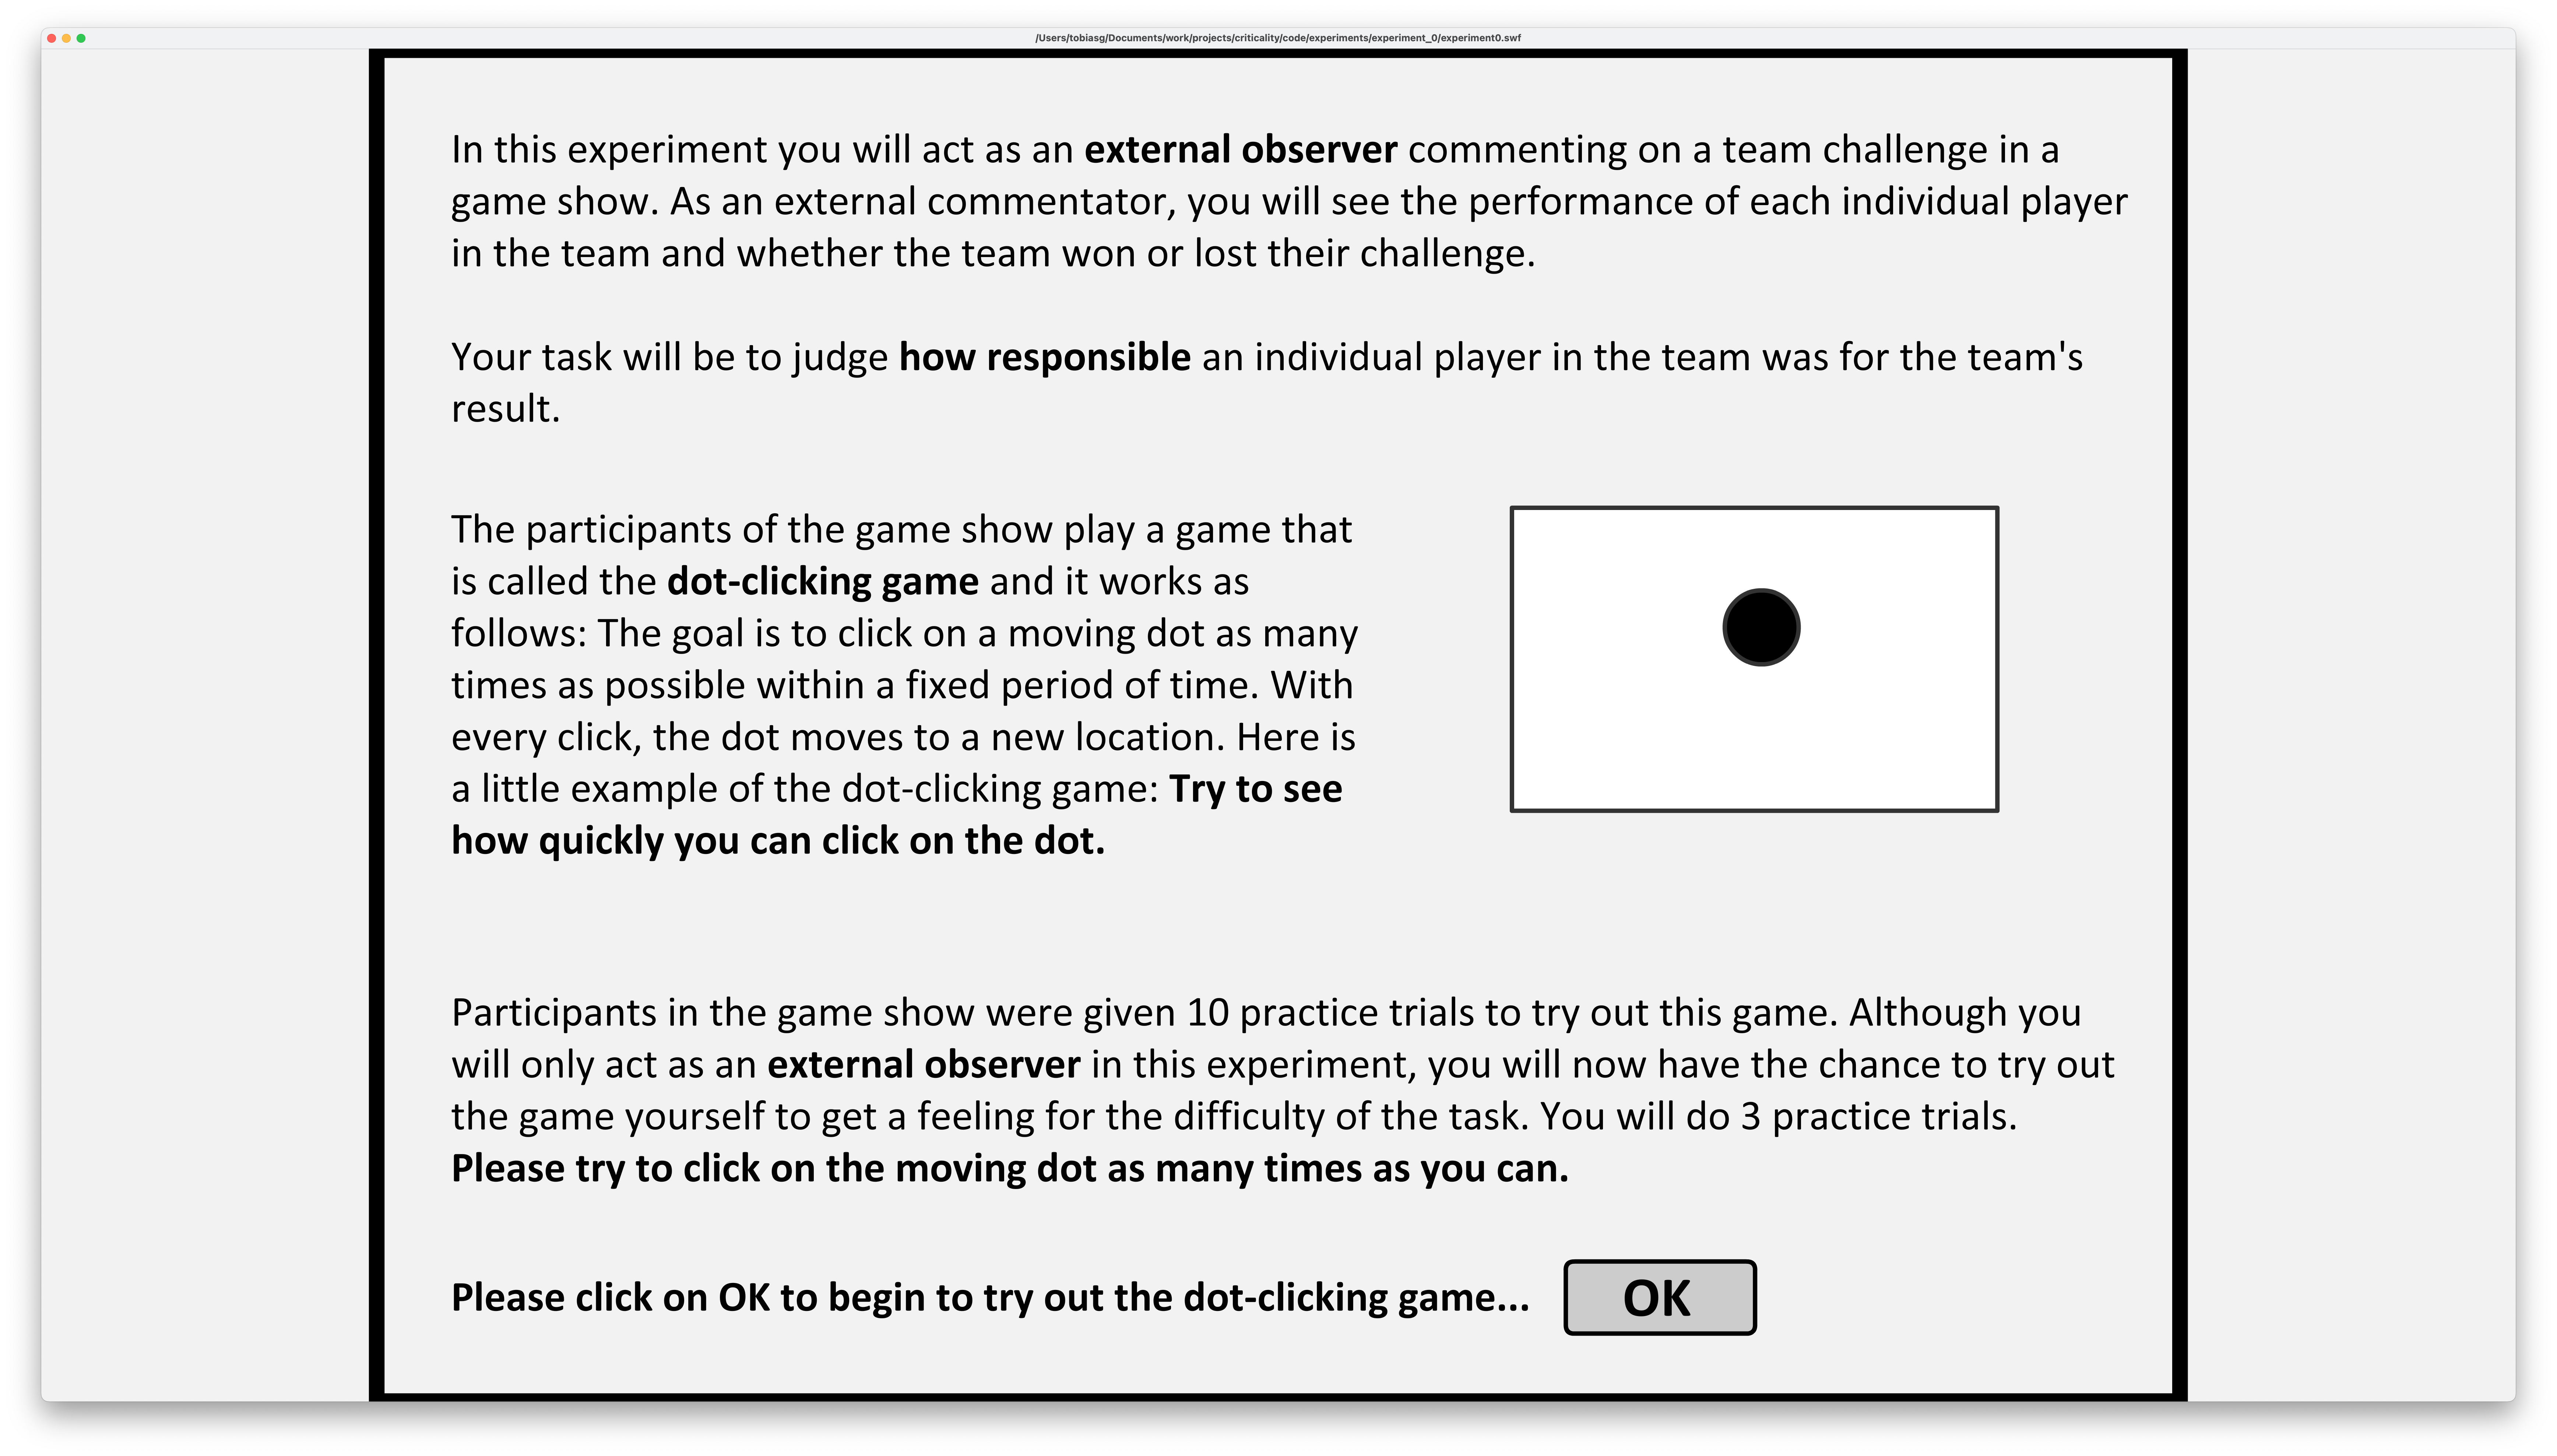 /Users/tobiasg/Documents/work/projects/criticality/code/experiments/experiment_0/experiment0.swf
In this experiment you will act as an external observer commenting on a team challenge in a
game show. As an external commentator, you will see the performance of each individual player
in the team and whether the team won or lost their challenge.
Your task will be to judge how responsible an individual player in the team was for the team's
result.
The participants of the game show play a game that
is called the dot-clicking game and it works as
follows: The goal is to click on a moving dot as many
times as possible within a fixed period of time. With
every click, the dot moves to a new location. Here is
a little example of the dot-clicking game: Try to see
how quickly you can click on the dot.
Participants in the game show were given 10 practice trials to try out this game. Although you
will only act as an external observer in this experiment, you will now have the chance to try out
the game yourself to get a feeling for the difficulty of the task. You will do 3 practice trials.
Please try to click on the moving dot as many times as you can.
Please click on OK to begin to try out the dot-clicking game...
OK